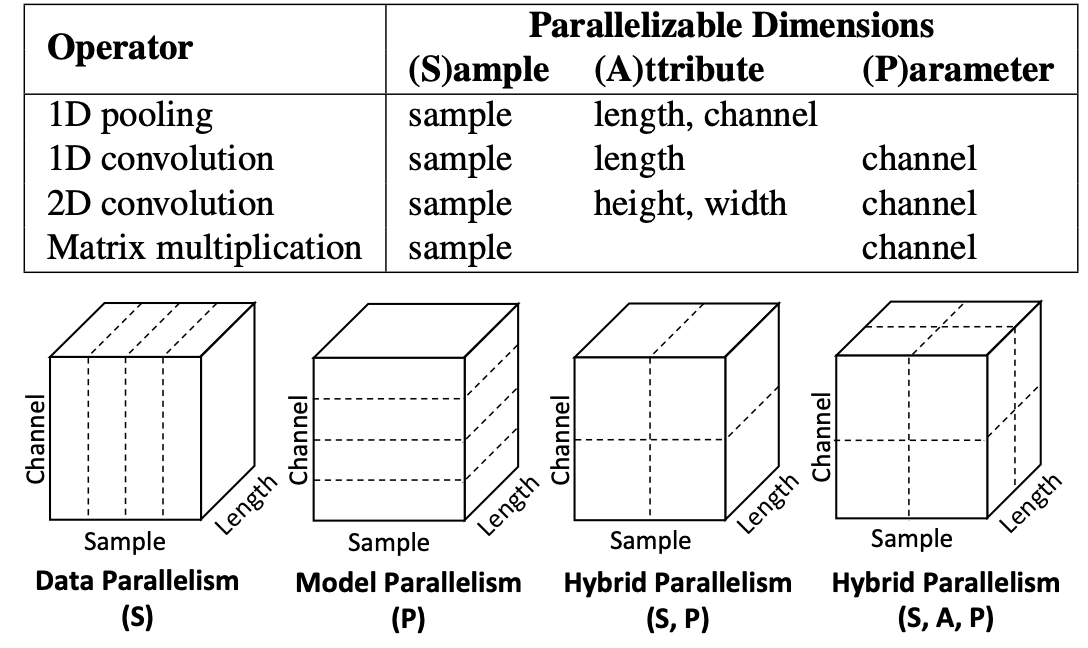 Operator
Parallelizable Dimensions
(S)ample (A)ttribute (P)arameter
1D pooling sample length, channel
1D convolution sample length channel
2D convolution sample height, width channel
Matrix multiplication sample channel
Channel
Sample
Length
Data Parallelism
(S)
Channel
Sample
Length
Model Parallelism
(P)
Channel
Sample
Length
Hybrid Parallelism
(S, P)
Channel
Sample
Length
Hybrid Parallelism
(S, A, P)